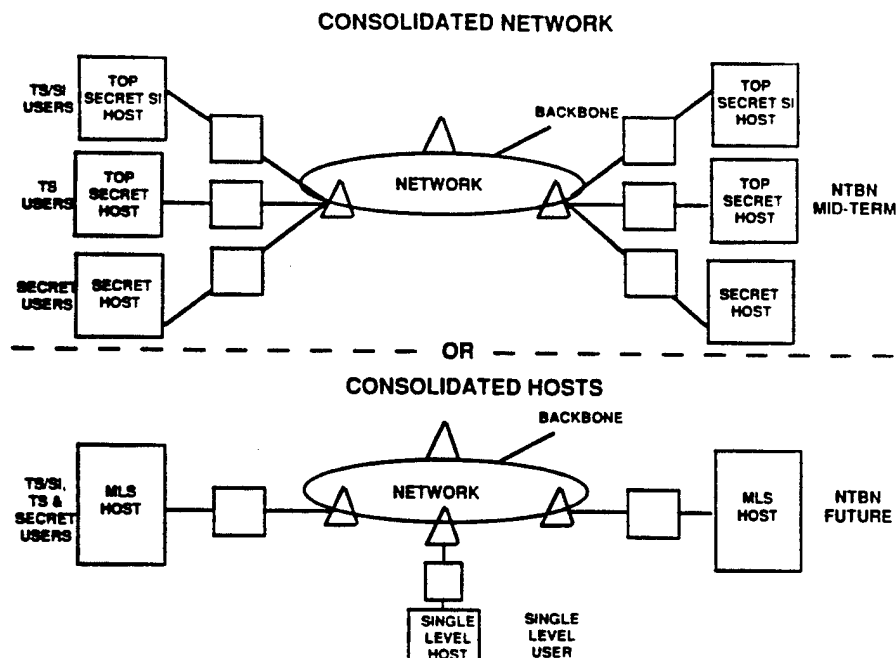 CONSOLIDATED NETWORK
TS/SI
USERS
TOP
SECRET SI
HOST
BACKBONE
TOP
SECRET SI
HOST
TS
USERS
TOP
SECRET
HOST
NETWORK
TOP
SECRET
HOST
NTBN
MID-TERM
SECRET
USERS
SECRET
HOST
SECRET
HOST
OR
CONSOLIDATED HOSTS
BACKBONE
TS/SI,
TS &
SECRET
USERS
MLS
HOST
NETWORK
MLS
HOST
NTBN
FUTURE
SINGLE
LEVEL
HOST
SINGLE
LEVEL
USER